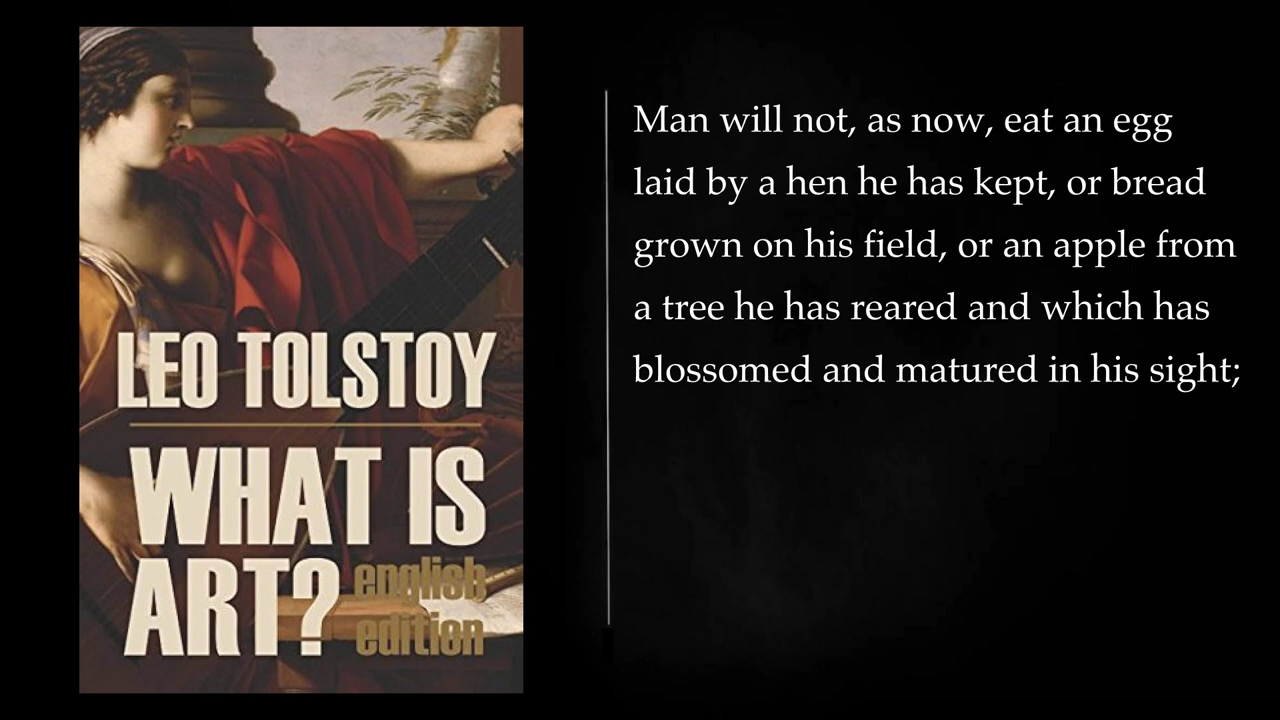 LEO TOLSTOY
WHAT IS
ART?
english
edition
Man will not, as now, eat an egg
laid by a hen he has kept, or bread
grown on his field, or an apple from
a tree he has reared and which has
blossomed and matured in his sight;